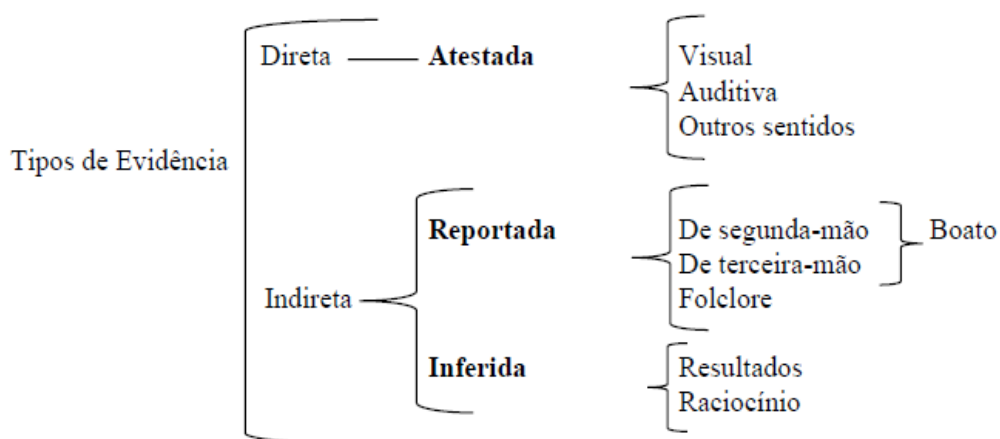 Direta Atestada Visual
Auditiva
Outros sentidos
Tipos de Evidência
Reportada De segunda-mão Boato
De terceira-mão
Indireta Folclore
Inferida Resultados
Raciocínio